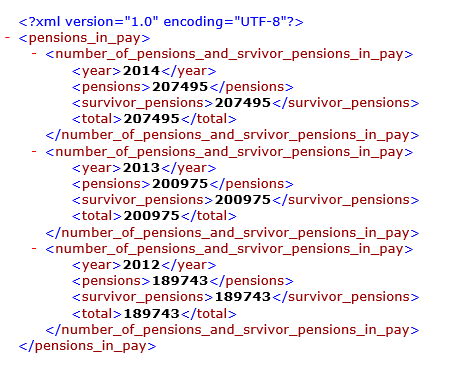 <?xml version="1.0" encoding="UTF-8"?>
- <pensions_in_pay>
- <number_of_pensions_and_srvivor_pensions_in_pay>
<year>2014</year>
<pensions>207495</pensions>
<survivor_pensions>207495</survivor_pensions>
<total>207495</total>
</number_of_pensions_and_srvivor_pensions_in_pay>
- <number_of_pensions_and_srvivor_pensions_in_pay>
<year>2013</year>
<pensions>200975</pensions>
<survivor_pensions>200975</survivor_pensions>
<total>200975</total>
</number_of_pensions_and_srvivor_pensions_in_pay>
- <number_of_pensions_and_srvivor_pensions_in_pay>
<year>2012</year>
<pensions>189743</pensions>
<survivor_pensions>189743</survivor_pensions>
<total>189743</total>
</number_of_pensions_and_srvivor_pensions_in_pay>
</pensions_in_pay>